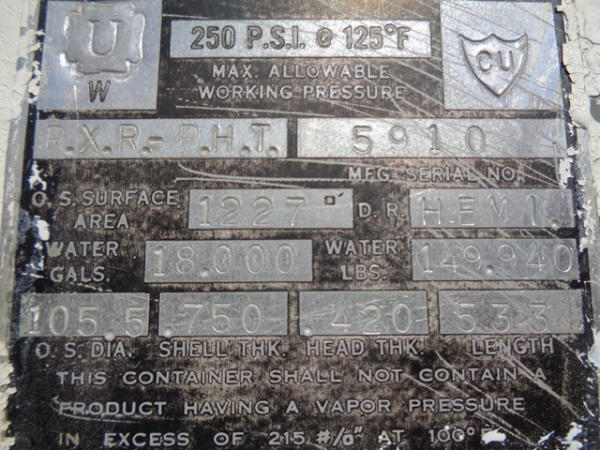 U
W
250 P.S.I. @ 125°F
CU
MAX. ALLOWABLE
WORKING PRESSURE
P.X.R.-P.H.T. 5910
MFG. SERIAL NO.
O.S. SURFACE AREA 1227 □' D.R. HEMI.
WATER GALS. 18.000 WATER LBS. 149.940
105.5 .750 .420 533
O.S. DIA. SHELL THK. HEAD THK. LENGTH
THIS CONTAINER SHALL NOT CONTAIN A
PRODUCT HAVING A VAPOR PRESSURE
IN EXCESS OF 215 #/□" AT 100°F